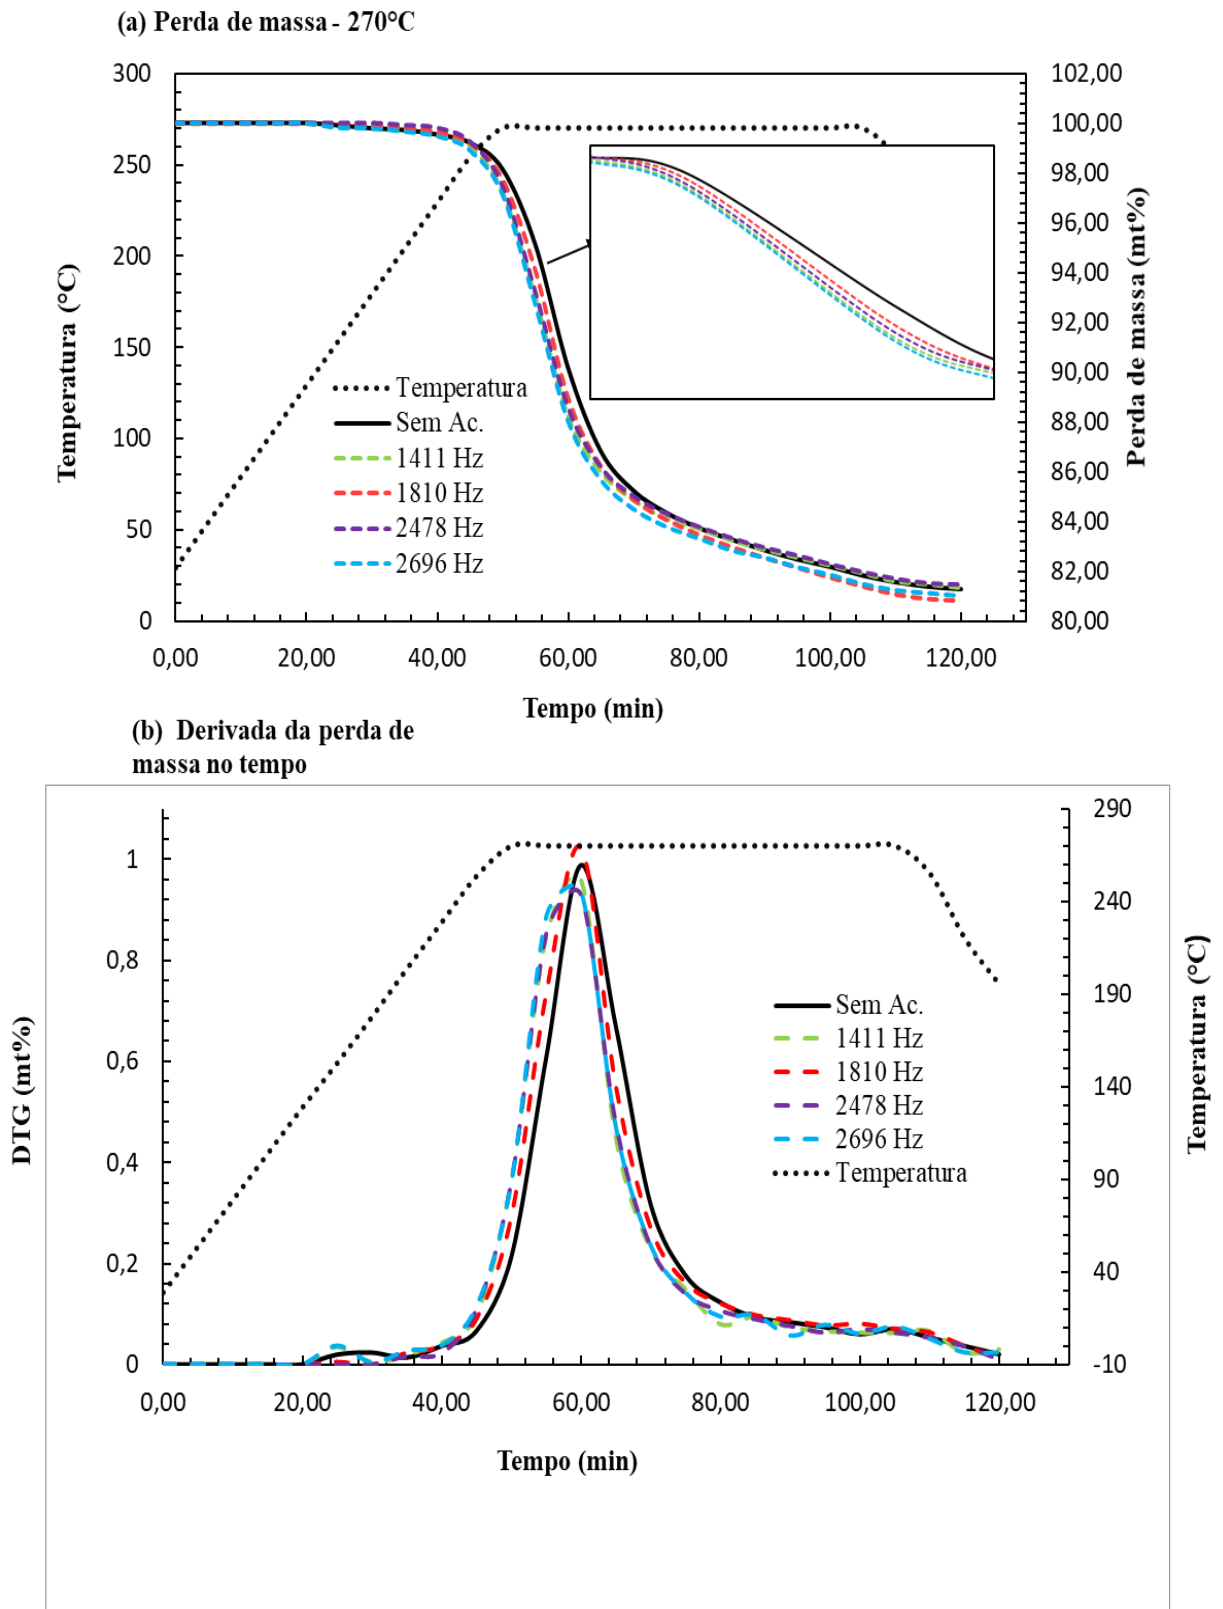 (a) Perda de massa - 270°C
300
250
200
150
100
50
0
Temperatura (°C)
102,00
100,00
98,00
96,00
94,00
92,00
90,00
88,00
86,00
84,00
82,00
80,00
Perda de massa (mt%)
Temperatura
Sem Ac.
1411 Hz
1810 Hz
2478 Hz
2696 Hz
0,00 20,00 40,00 60,00 80,00 100,00 120,00
Tempo (min)
(b) Derivada da perda de
massa no tempo
1
0,8
0,6
0,4
0,2
0
DTG (mt%)
290
240
190
140
90
40
-10
Temperatura (°C)
Sem Ac.
1411 Hz
1810 Hz
2478 Hz
2696 Hz
Temperatura
0,00 20,00 40,00 60,00 80,00 100,00 120,00
Tempo (min)